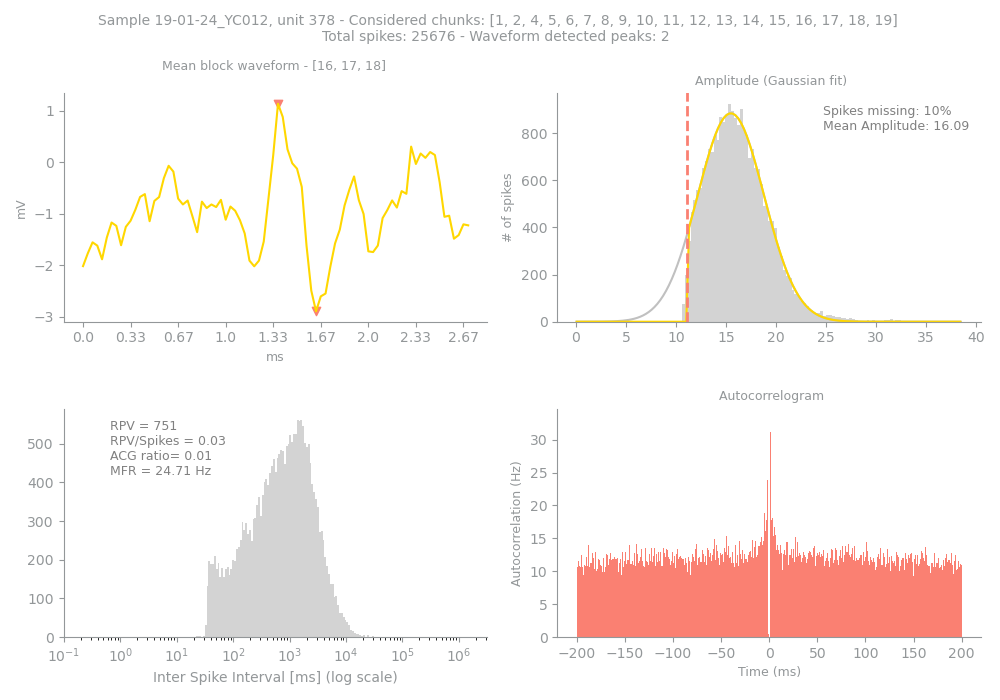 Sample 19-01-24_YC012, unit 378 - Considered chunks: [1, 2, 4, 5, 6, 7, 8, 9, 10, 11, 12, 13, 14, 15, 16, 17, 18, 19]
Total spikes: 25676 - Waveform detected peaks: 2
Mean block waveform - [16, 17, 18]
1
0
−1
−2
−3
mV
0.0 0.33 0.67 1.0 1.33 1.67 2.0 2.33 2.67
ms
Amplitude (Gaussian fit)
Spikes missing: 10%
Mean Amplitude: 16.09
800
600
400
200
0
# of spikes
0 5 10 15 20 25 30 35 40
RPV = 751
RPV/Spikes = 0.03
ACG ratio= 0.01
MFR = 24.71 Hz
500
400
300
200
100
0
10⁻¹ 10⁰ 10¹ 10² 10³ 10⁴ 10⁵ 10⁶
Inter Spike Interval [ms] (log scale)
Autocorrelogram
30
25
20
15
10
5
0
Autocorrelation (Hz)
−200 −150 −100 −50 0 50 100 150 200
Time (ms)